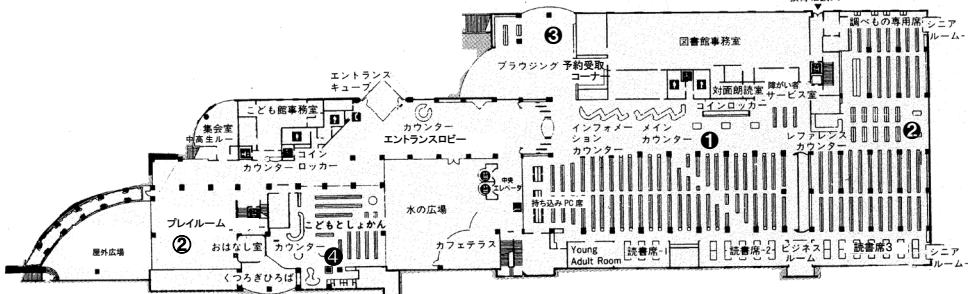 調べもの専用席
シニア
ルーム-
❸
図書館事務室
ブラウジング
予約受取
コーナー
エントランス
キューブ
対面朗読室
障がい者
サービス室
コインロッカー
こども館事務室
カウンター
エントランスロビー
集会室
中高生ルー
カウンター
コイン
ロッカー
インフォメー
ション
カウンター
メイン
カウンター
❶
レファレンス
カウンター
❷
中央
エレベータ
持ち込みPC席
プレイルーム
②
こどもとしょかん
水の広場
おはなし室
カウンター
❹
カフェテラス
屋外広場
くつろぎひろば
Young
Adult Room
読書席-1
読書席-2
ビジネス
ルーム
読書席3
シニア
ルーム-